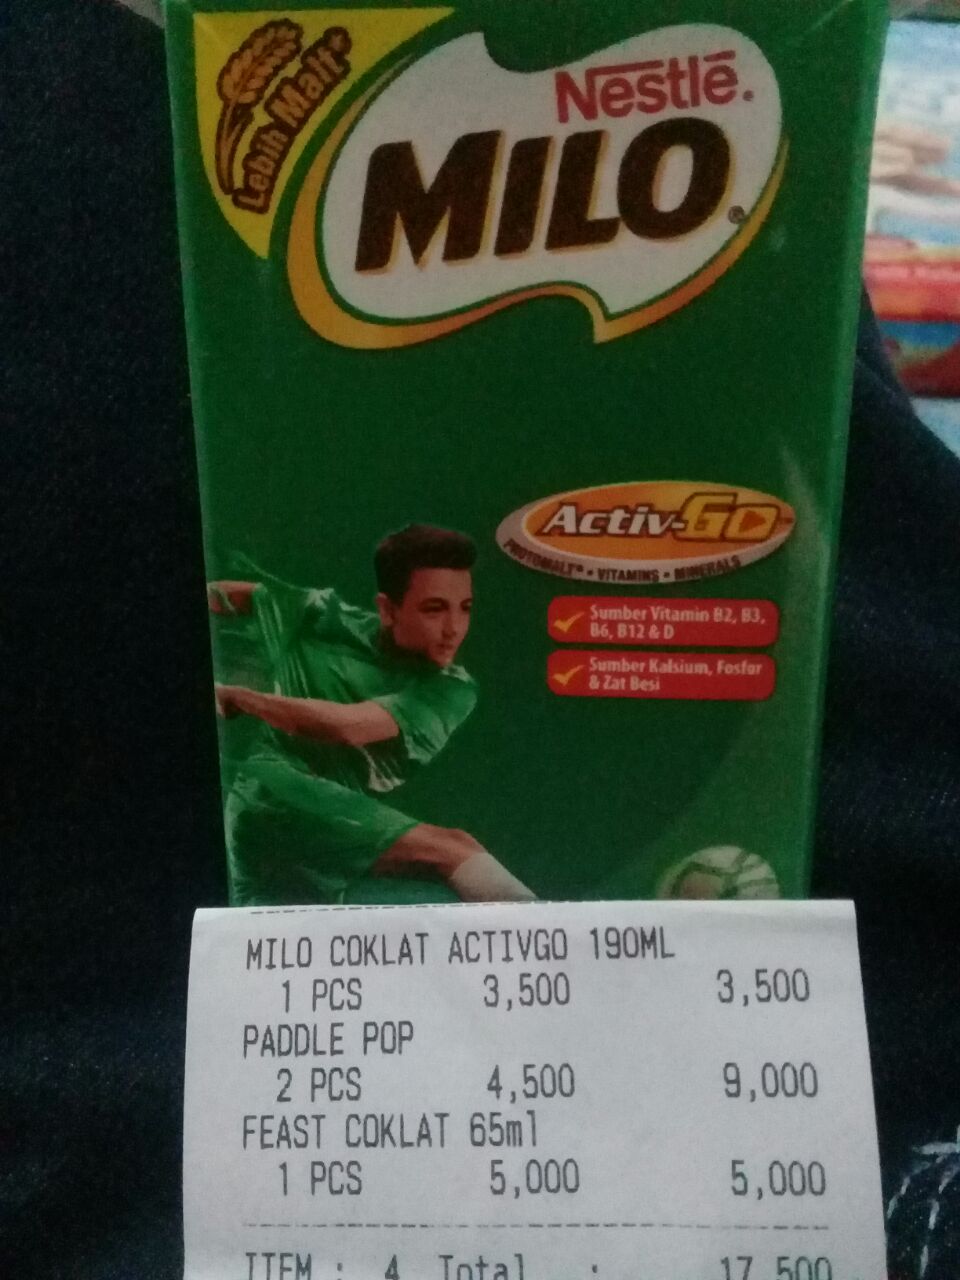 Lebih Malt*
Nestlē.
MILO®
Activ-GO
PROTOMALT® • VITAMINS • MINERALS
Sumber Vitamin B2, B3,
B6, B12 & D
Sumber Kalsium, Fosfor
& Zat Besi
MILO COKLAT ACTIVGO 190ML
1 PCS 3,500 3,500
PADDLE POP
2 PCS 4,500 9,000
FEAST COKLAT 65ml
1 PCS 5,000 5,000
ITEM : 4 Total : 17,500